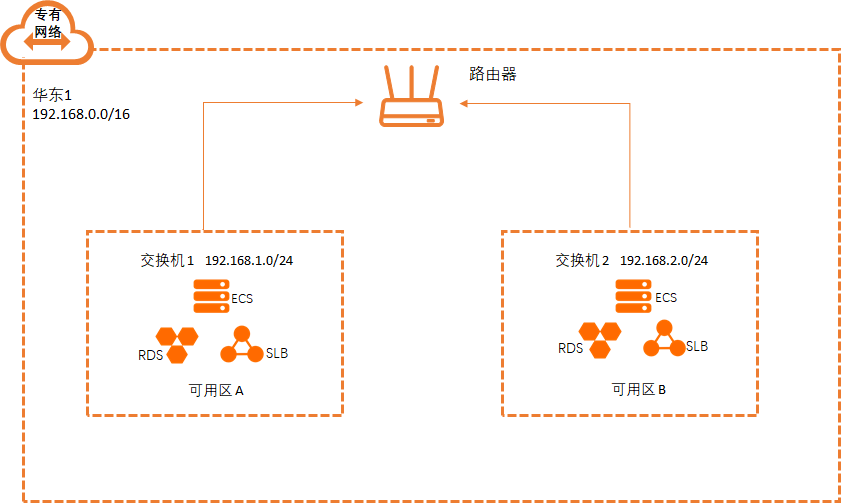 专有
网络
路由器
华东1
192.168.0.0/16
交换机1 192.168.1.0/24
ECS
RDS
SLB
可用区 A
交换机2 192.168.2.0/24
ECS
RDS
SLB
可用区 B